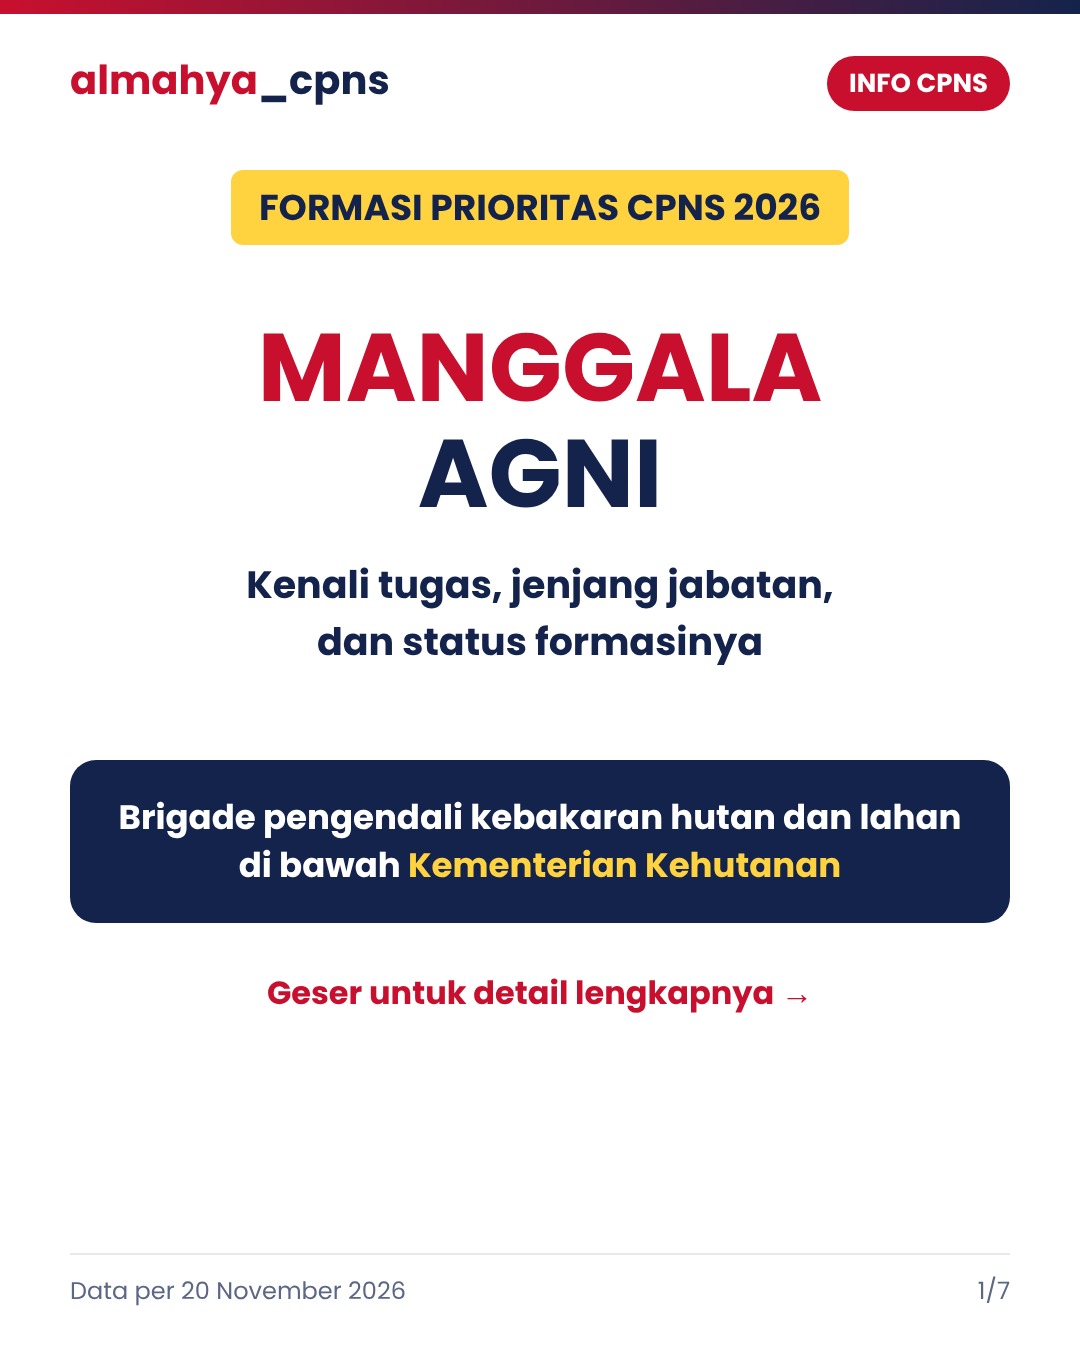 almahya_cpns
INFO CPNS
FORMASI PRIORITAS CPNS 2026
MANGGALA
AGNI
Kenali tugas, jenjang jabatan,
dan status formasinya
Brigade pengendali kebakaran hutan dan lahan
di bawah Kementerian Kehutanan
Geser untuk detail lengkapnya →
Data per 20 November 2026
1/7